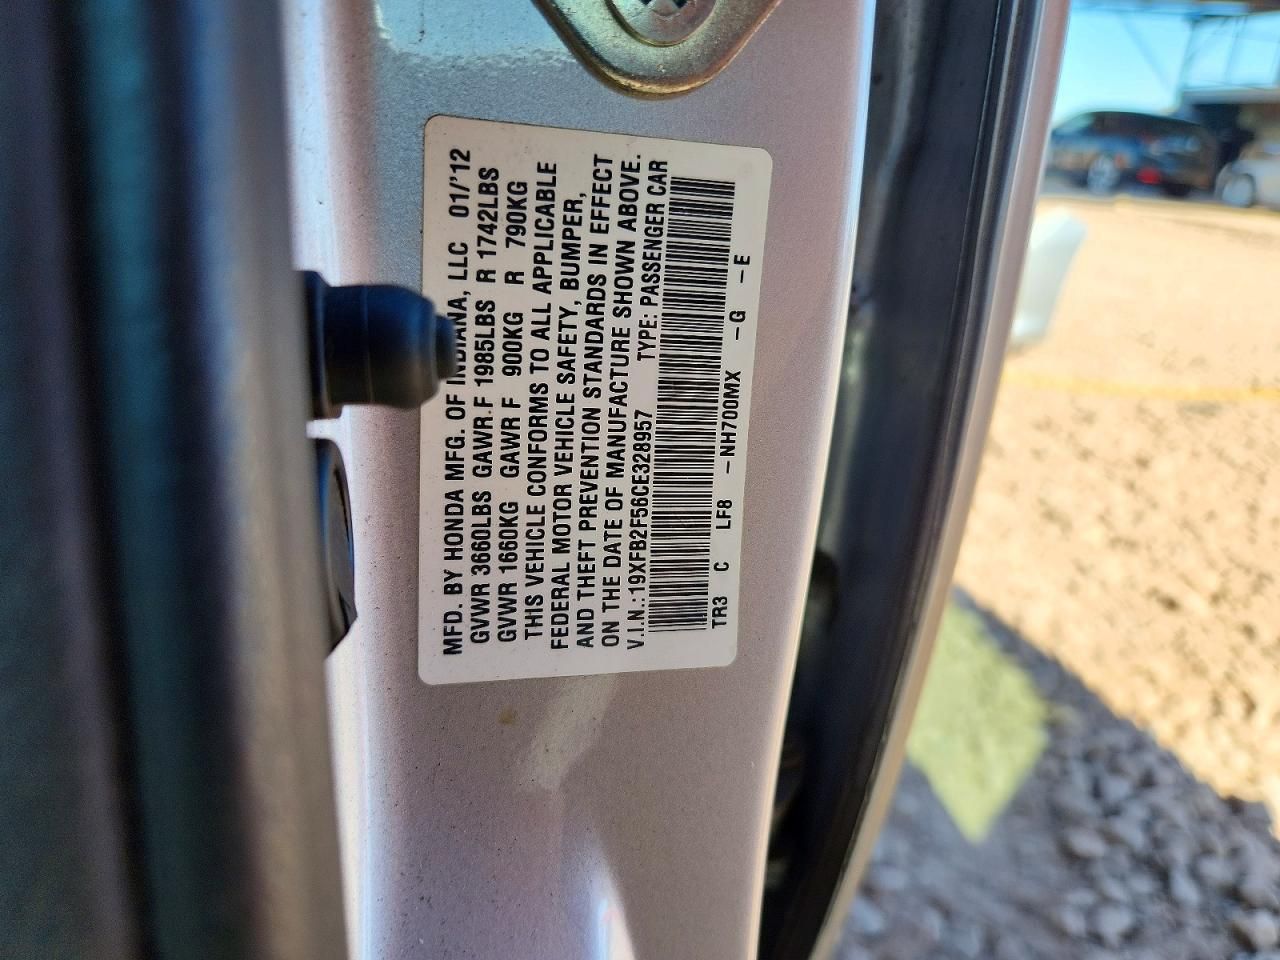 MFD. BY HONDA MFG. OF INDIANA, LLC 01/'12
GVWR 3660LBS GAWR F 1985LBS R 1742LBS
GVWR 1660KG GAWR F 900KG R 790KG
THIS VEHICLE CONFORMS TO ALL APPLICABLE
FEDERAL MOTOR VEHICLE SAFETY, BUMPER,
AND THEFT PREVENTION STANDARDS IN EFFECT
ON THE DATE OF MANUFACTURE SHOWN ABOVE.
V.I.N.: 19XFB2F56CE328957 TYPE: PASSENGER CAR
TR3 C LF8 -NH700MX -G -E